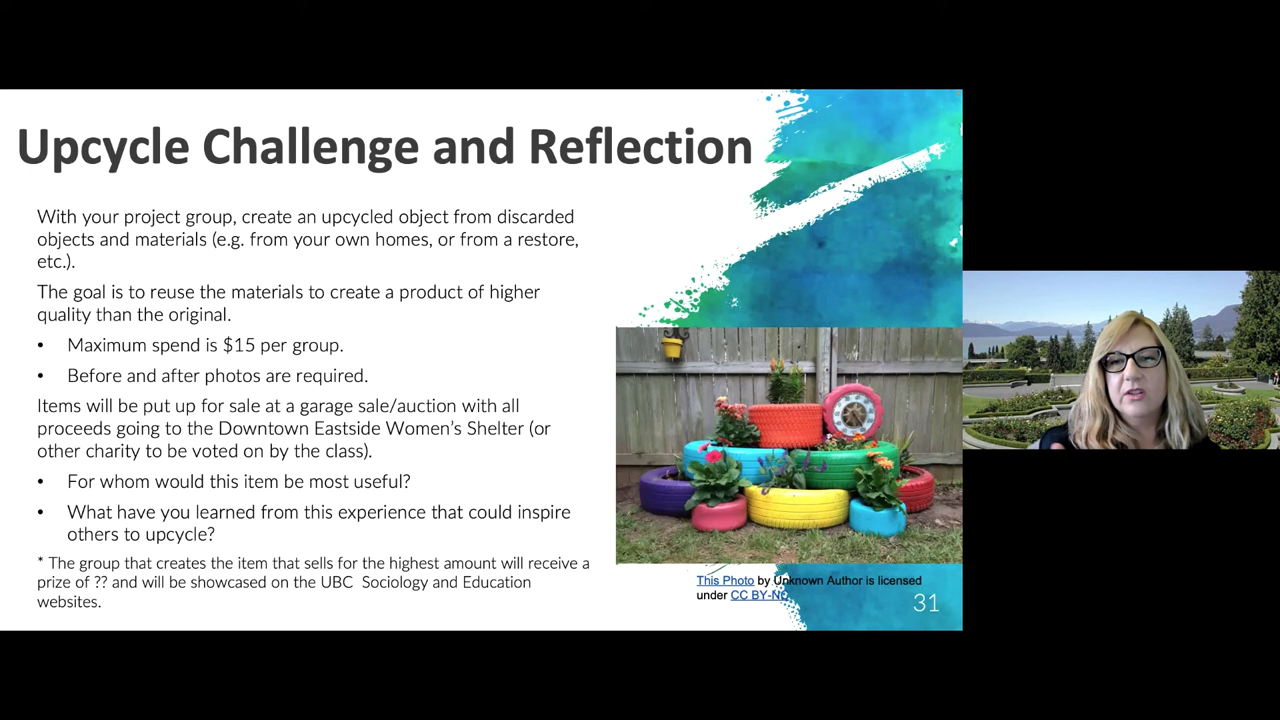 Upcycle Challenge and Reflection
With your project group, create an upcycled object from discarded
objects and materials (e.g. from your own homes, or from a restore,
etc.).
The goal is to reuse the materials to create a product of higher
quality than the original.
• Maximum spend is $15 per group.
• Before and after photos are required.
Items will be put up for sale at a garage sale/auction with all
proceeds going to the Downtown Eastside Women's Shelter (or
other charity to be voted on by the class).
• For whom would this item be most useful?
• What have you learned from this experience that could inspire
others to upcycle?
* The group that creates the item that sells for the highest amount will receive a
prize of ?? and will be showcased on the UBC Sociology and Education
websites.
This Photo by Unknown Author is licensed
under CC BY-NC
31